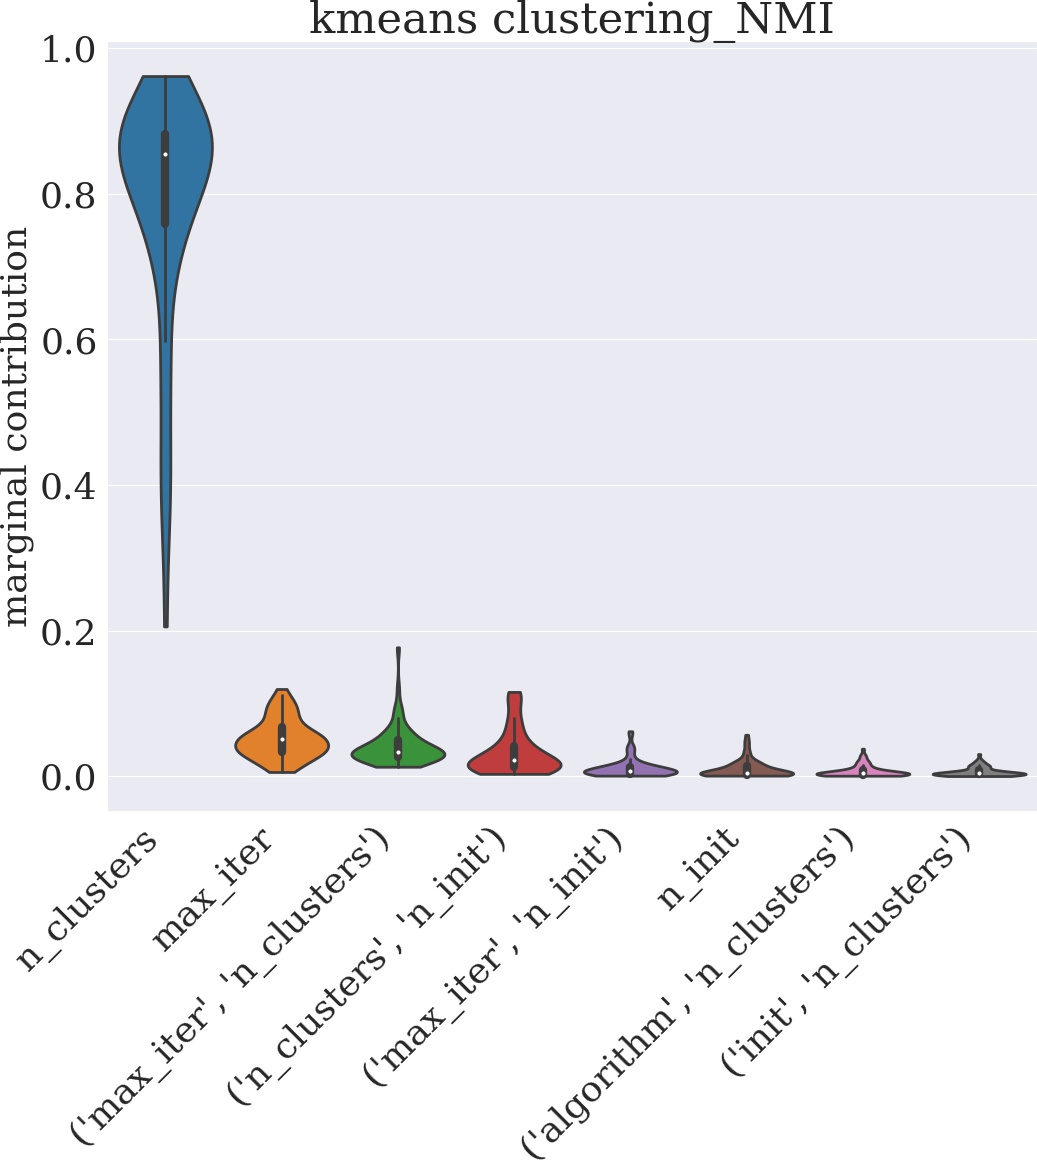 kmeans clustering_NMI
marginal contribution
1.0
0.8
0.6
0.4
0.2
0.0
n_clusters
max_iter
('max_iter', 'n_clusters')
('n_clusters', 'n_init')
('max_iter', 'n_init')
n_init
('algorithm', 'n_clusters')
('init', 'n_clusters')